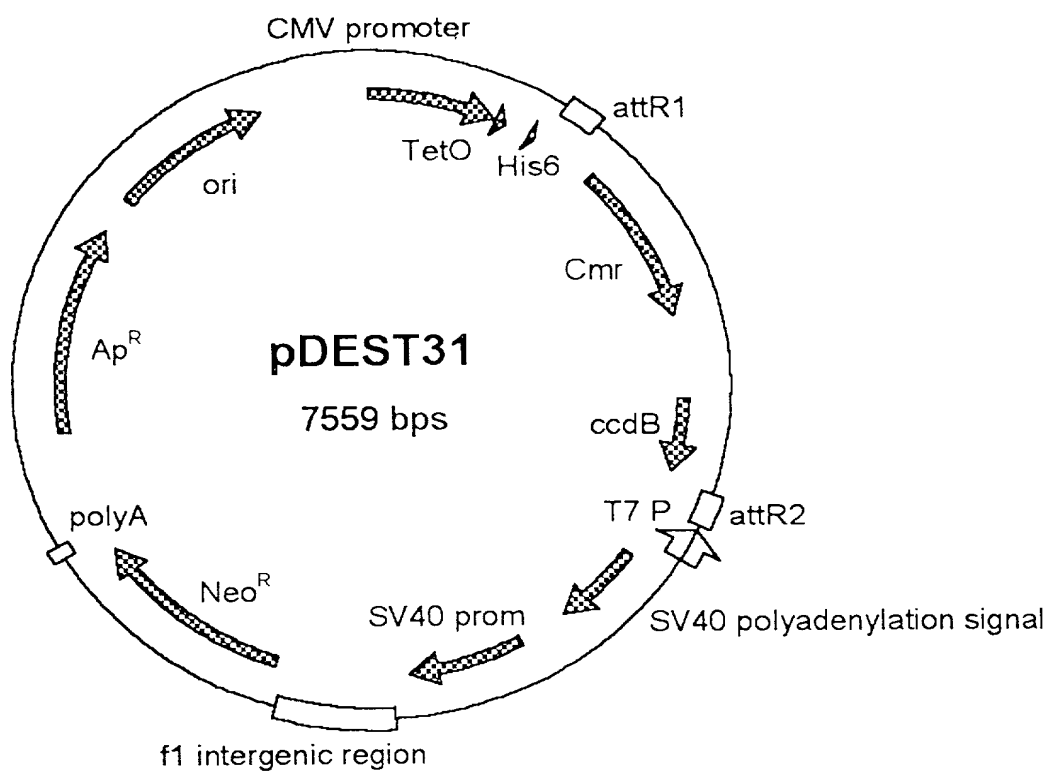 CMV promoter
attR1
TetO
His6
ori
Cmr
Ap^R
pDEST31
7559 bps
ccdB
T7 P
attR2
polyA
Neo^R
SV40 prom
SV40 polyadenylation signal
f1 intergenic region